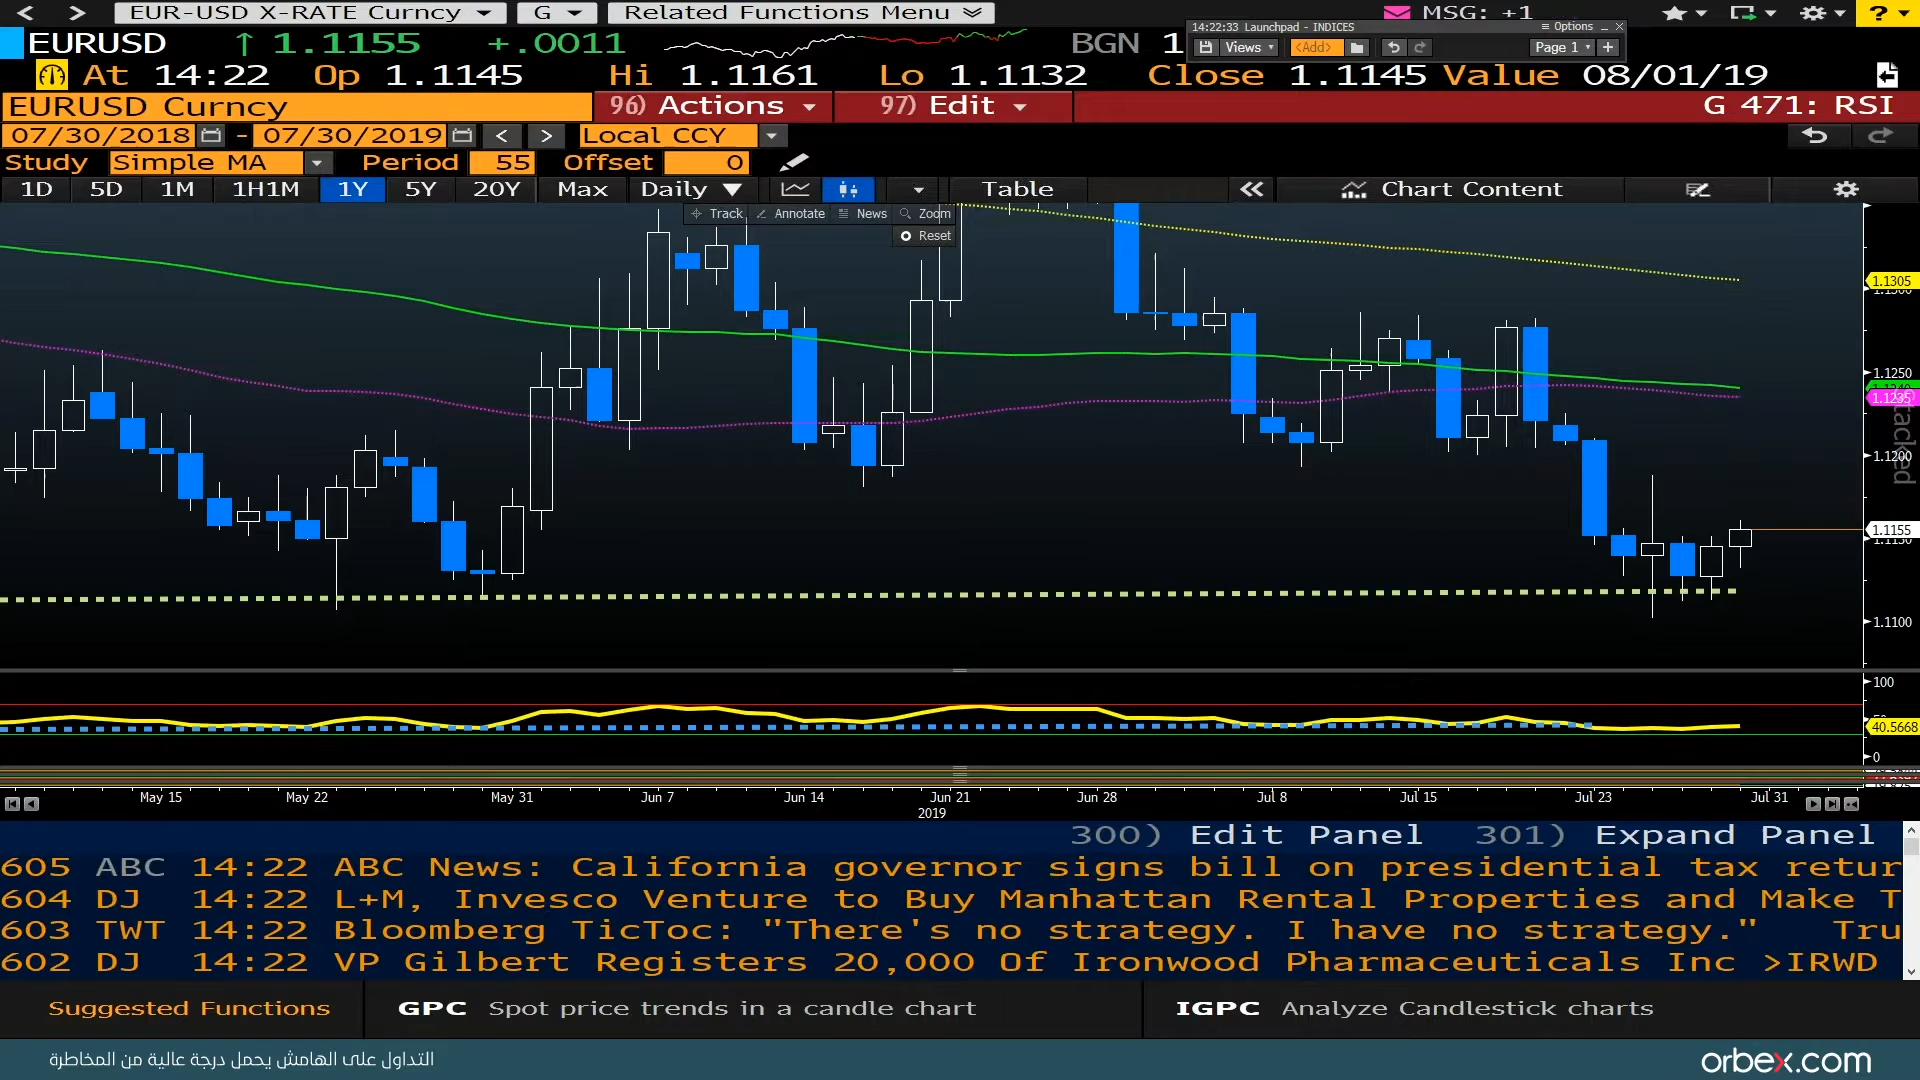 EUR-USD X-RATE Curncy G Related Functions Menu MSG: +1 ?
14:22:33 Launchpad - INDICES Options
Views <Add> Page 1 +
EURUSD ↑ 1.1155 +.0011 BGN 1
At 14:22 Op 1.1145 Hi 1.1161 Lo 1.1132 Close 1.1145 Value 08/01/19
EURUSD Curncy 96) Actions 97) Edit G 471: RSI
07/30/2018 - 07/30/2019 < > Local CCY
Study Simple MA Period 55 Offset 0
1D 5D 1M 1H1M 1Y 5Y 20Y Max Daily ▼ Table Chart Content
Track Annotate News Zoom
Reset
1.1305
1.1300
1.1250
1.1240
1.1235
1.1200
1.1155
1.1150
1.1100
100
50
40.5668
0
May 15 May 22 May 31 Jun 7 Jun 14 Jun 21 Jun 28 Jul 8 Jul 15 Jul 23 Jul 31
2019
300) Edit Panel 301) Expand Panel
605 ABC 14:22 ABC News: California governor signs bill on presidential tax retur
604 DJ 14:22 L+M, Invesco Venture to Buy Manhattan Rental Properties and Make T
603 TWT 14:22 Bloomberg TicToc: "There's no strategy. I have no strategy." Tru
602 DJ 14:22 VP Gilbert Registers 20,000 Of Ironwood Pharmaceuticals Inc >IRWD
Suggested Functions GPC Spot price trends in a candle chart IGPC Analyze Candlestick charts
التداول على الهامش يحمل درجة عالية من المخاطرة
orbex.com